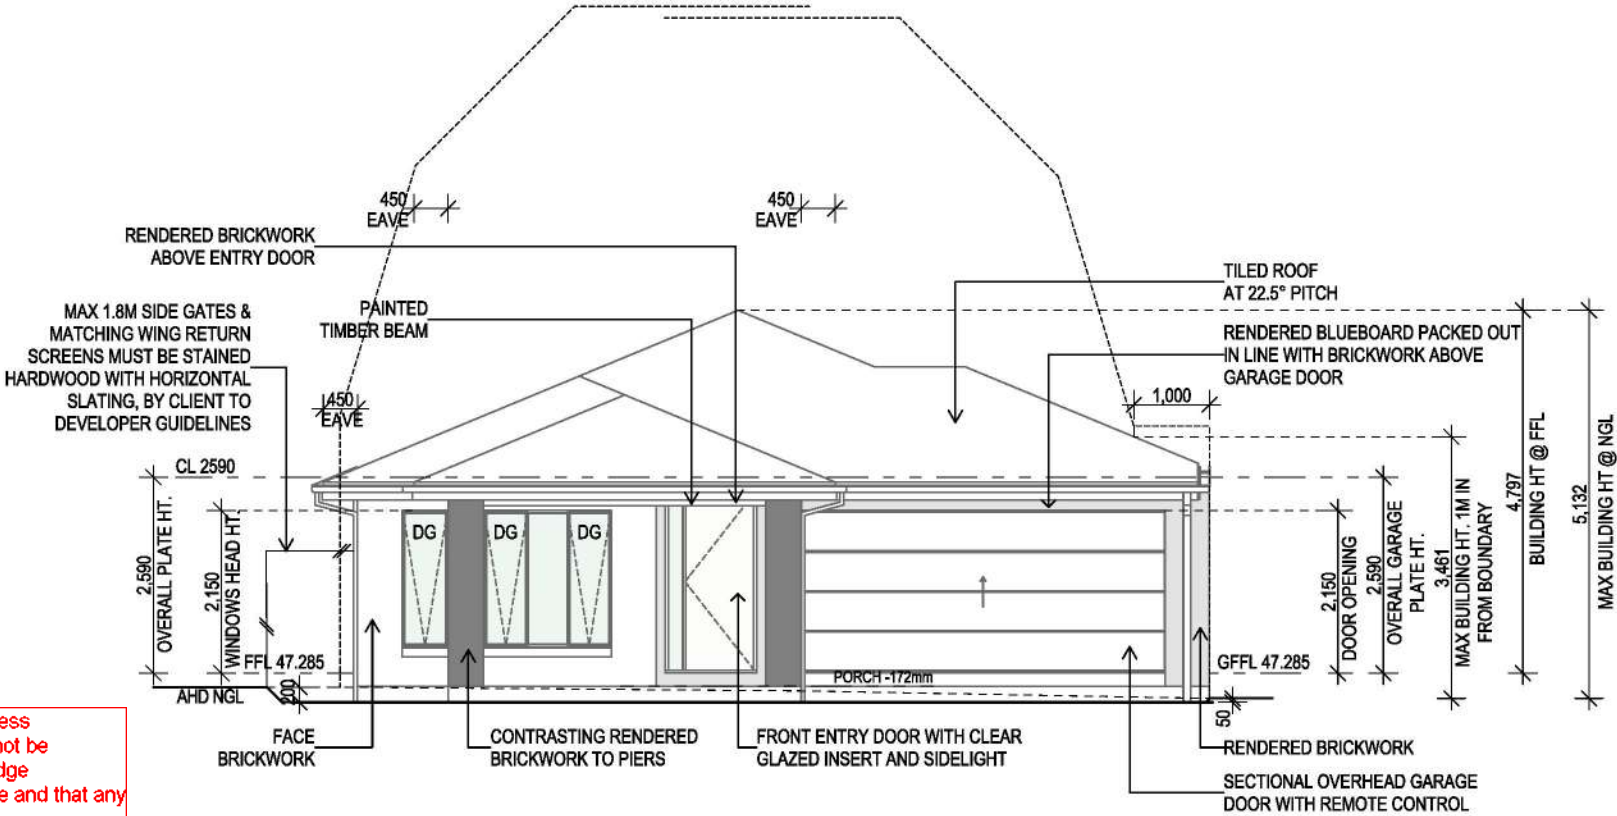 450
EAVE
450
EAVE
RENDERED BRICKWORK
ABOVE ENTRY DOOR
TILED ROOF
AT 22.5° PITCH
MAX 1.8M SIDE GATES &
MATCHING WING RETURN
SCREENS MUST BE STAINED
HARDWOOD WITH HORIZONTAL
SLATING, BY CLIENT TO
DEVELOPER GUIDELINES
PAINTED
TIMBER BEAM
RENDERED BLUEBOARD PACKED OUT
IN LINE WITH BRICKWORK ABOVE
GARAGE DOOR
450
EAVE
1,000
CL 2590
2,590
OVERALL PLATE HT.
2,150
WINDOWS HEAD HT.
DG
DG
DG
2,150
DOOR OPENING
2,590
OVERALL GARAGE
PLATE HT.
3,461
MAX BUILDING HT. 1M IN
FROM BOUNDARY
4,797
BUILDING HT @ FFL
5,132
MAX BUILDING HT @ NGL
FFL 47.285
GFFL 47.285
PORCH -172mm
AHD NGL
200
50
FACE
BRICKWORK
CONTRASTING RENDERED
BRICKWORK TO PIERS
FRONT ENTRY DOOR WITH CLEAR
GLAZED INSERT AND SIDELIGHT
RENDERED BRICKWORK
SECTIONAL OVERHEAD GARAGE
DOOR WITH REMOTE CONTROL
ess
not be
dge
e and that any